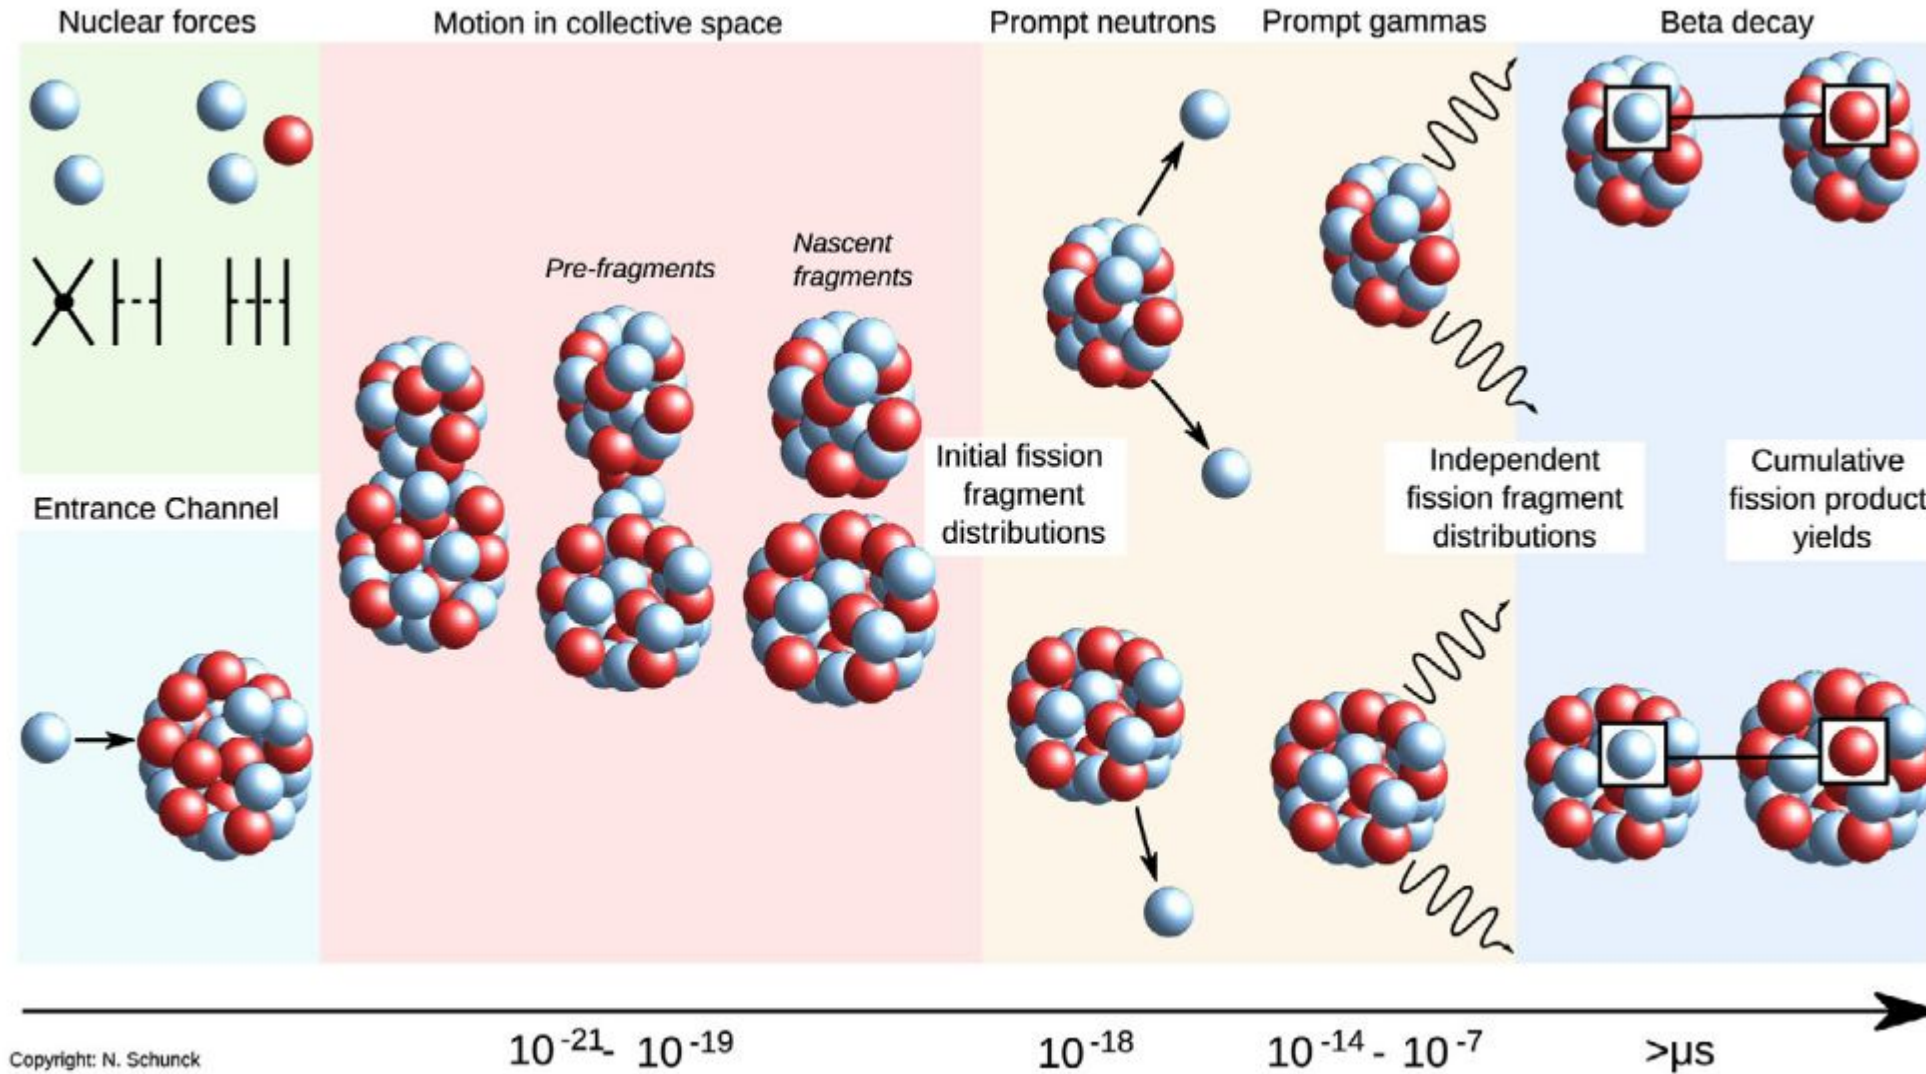 Nuclear forces
Motion in collective space
Prompt neutrons
Prompt gammas
Beta decay
Pre-fragments
Nascent
fragments
Initial fission
fragment
distributions
Independent
fission fragment
distributions
Cumulative
fission product
yields
Entrance Channel
10⁻²¹- 10⁻¹⁹
10⁻¹⁸
10⁻¹⁴ - 10⁻⁷
>µs
Copyright: N. Schunck